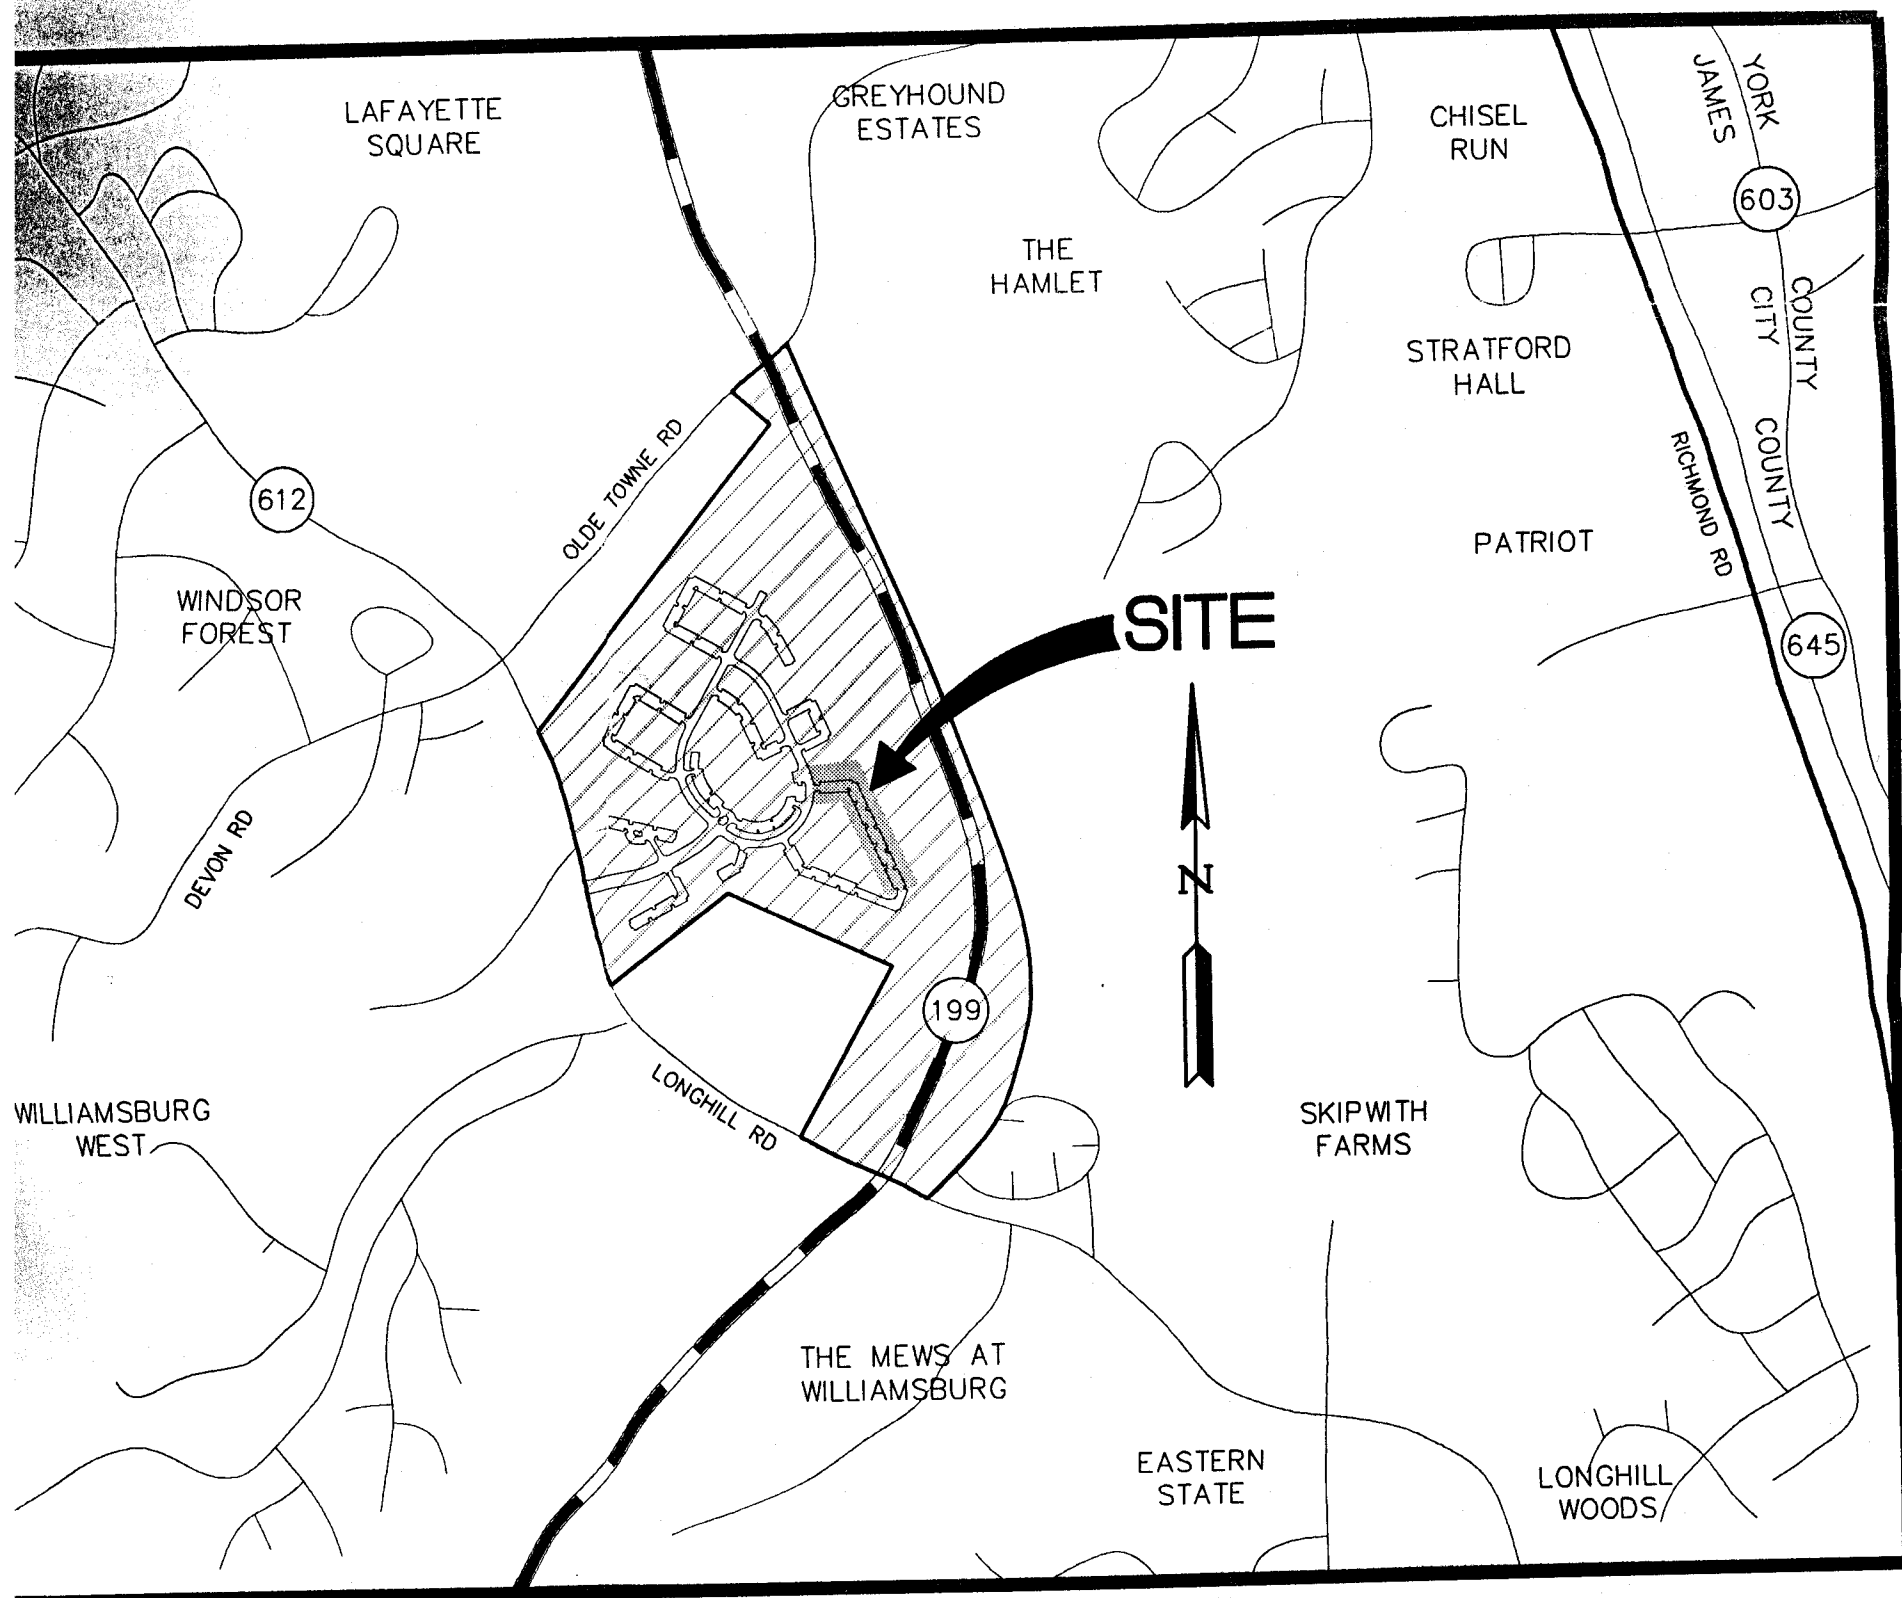 LAFAYETTE
SQUARE
GREYHOUND
ESTATES
CHISEL
RUN
YORK
JAMES
603
THE
HAMLET
COUNTY
CITY
STRATFORD
HALL
COUNTY
RICHMOND RD
OLDE TOWNE RD
612
PATRIOT
WINDSOR
FOREST
SITE
645
DEVON RD
N
199
LONGHILL RD
WILLIAMSBURG
WEST
SKIPWITH
FARMS
THE MEWS AT
WILLIAMSBURG
EASTERN
STATE
LONGHILL
WOODS